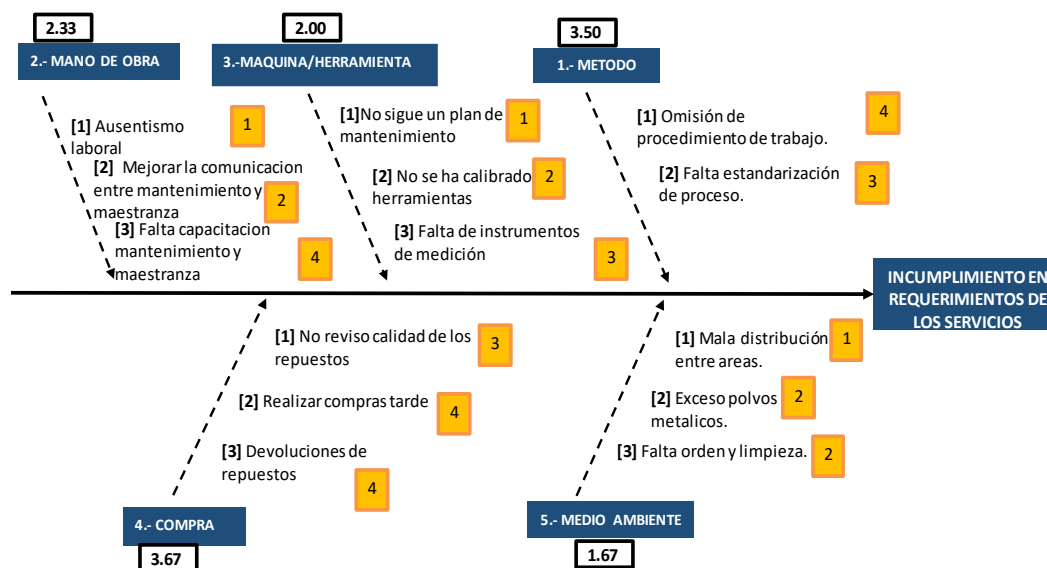 2.33
2.- MANO DE OBRA
[1] Ausentismo
laboral
1
[2] Mejorar la comunicacion
entre mantenimiento y
maestranza
2
[3] Falta capacitacion
mantenimiento y
maestranza
4
2.00
3.-MAQUINA/HERRAMIENTA
[1]No sigue un plan de
mantenimiento
1
[2] No se ha calibrado
herramientas
2
[3] Falta de instrumentos
de medición
3
3.50
1.- METODO
[1] Omisión de
procedimiento de trabajo.
4
[2] Falta estandarización
de proceso.
3
INCUMPLIMIENTO EN
REQUERIMIENTOS DE
LOS SERVICIOS
[1] No reviso calidad de los
repuestos
3
[2] Realizar compras tarde
4
[3] Devoluciones de
repuestos
4
4.- COMPRA
3.67
[1] Mala distribución
entre areas.
1
[2] Exceso polvos
metalicos.
2
[3] Falta orden y limpieza.
2
5.- MEDIO AMBIENTE
1.67